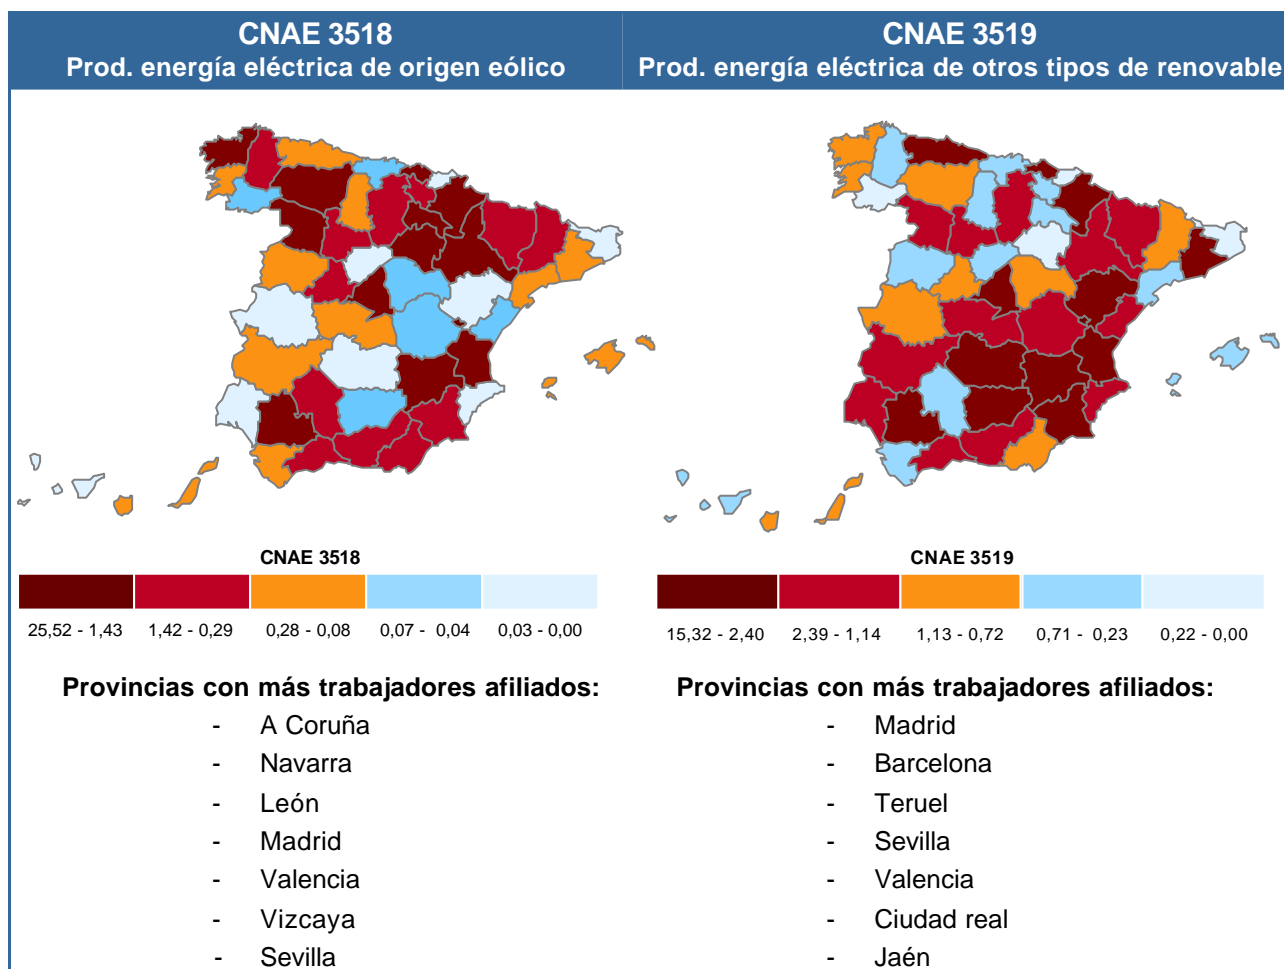 CNAE 3518
Prod. energía eléctrica de origen eólico
CNAE 3519
Prod. energía eléctrica de otros tipos de renovable
CNAE 3518
25,52 - 1,43 1,42 - 0,29 0,28 - 0,08 0,07 - 0,04 0,03 - 0,00
CNAE 3519
15,32 - 2,40 2,39 - 1,14 1,13 - 0,72 0,71 - 0,23 0,22 - 0,00
Provincias con más trabajadores afiliados:
- A Coruña
- Navarra
- León
- Madrid
- Valencia
- Vizcaya
- Sevilla
Provincias con más trabajadores afiliados:
- Madrid
- Barcelona
- Teruel
- Sevilla
- Valencia
- Ciudad real
- Jaén